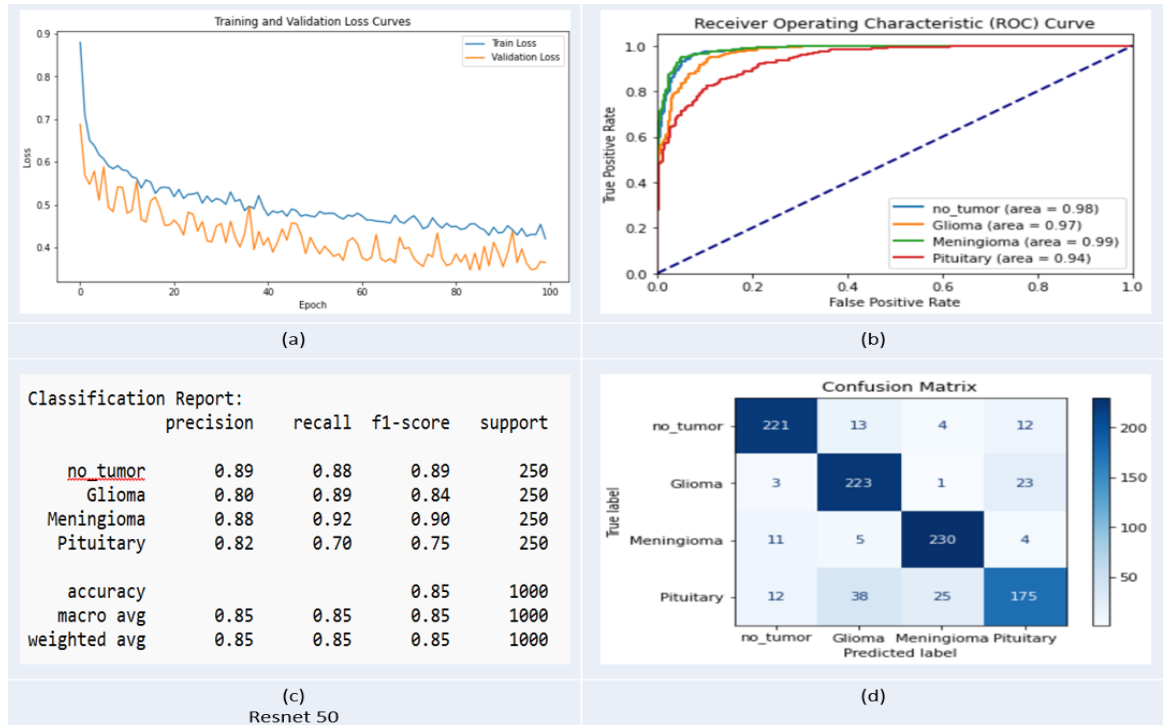 Training and Validation Loss Curves
Train Loss
Validation Loss
0.9
0.8
0.7
0.6
0.5
0.4
Loss
0 20 40 60 80 100
Epoch
(a)
Receiver Operating Characteristic (ROC) Curve
1.0
0.8
0.6
0.4
0.2
0.0
True Positive Rate
no_tumor (area = 0.98)
Glioma (area = 0.97)
Meningioma (area = 0.99)
Pituitary (area = 0.94)
0.0 0.2 0.4 0.6 0.8 1.0
False Positive Rate
(b)
Classification Report:
precision recall f1-score support
no_tumor 0.89 0.88 0.89 250
Glioma 0.80 0.89 0.84 250
Meningioma 0.88 0.92 0.90 250
Pituitary 0.82 0.70 0.75 250
accuracy 0.85 1000
macro avg 0.85 0.85 0.85 1000
weighted avg 0.85 0.85 0.85 1000
(c)
Resnet 50
Confusion Matrix
True label
no_tumor 221 13 4 12
Glioma 3 223 1 23
Meningioma 11 5 230 4
Pituitary 12 38 25 175
no_tumor Glioma Meningioma Pituitary
Predicted label
200
150
100
50
(d)